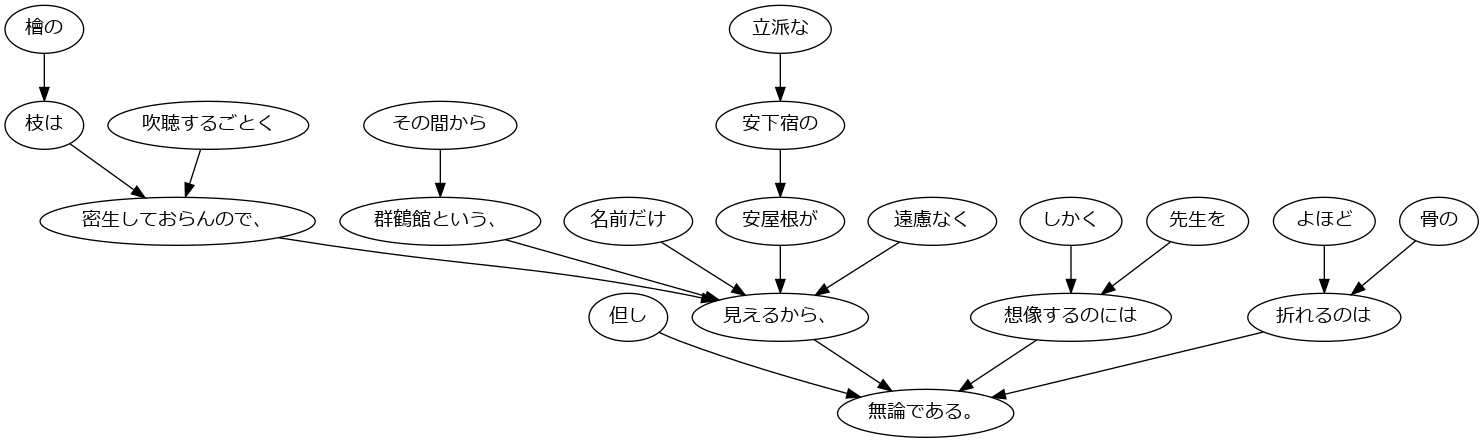 檜の
立派な
枝は
吹聴するごとく
その間から
安下宿の
密生しておらんので、
群鶴館という、
名前だけ
安屋根が
遠慮なく
しかく
先生を
よほど
骨の
但し
見えるから、
想像するのには
折れるのは
無論である。